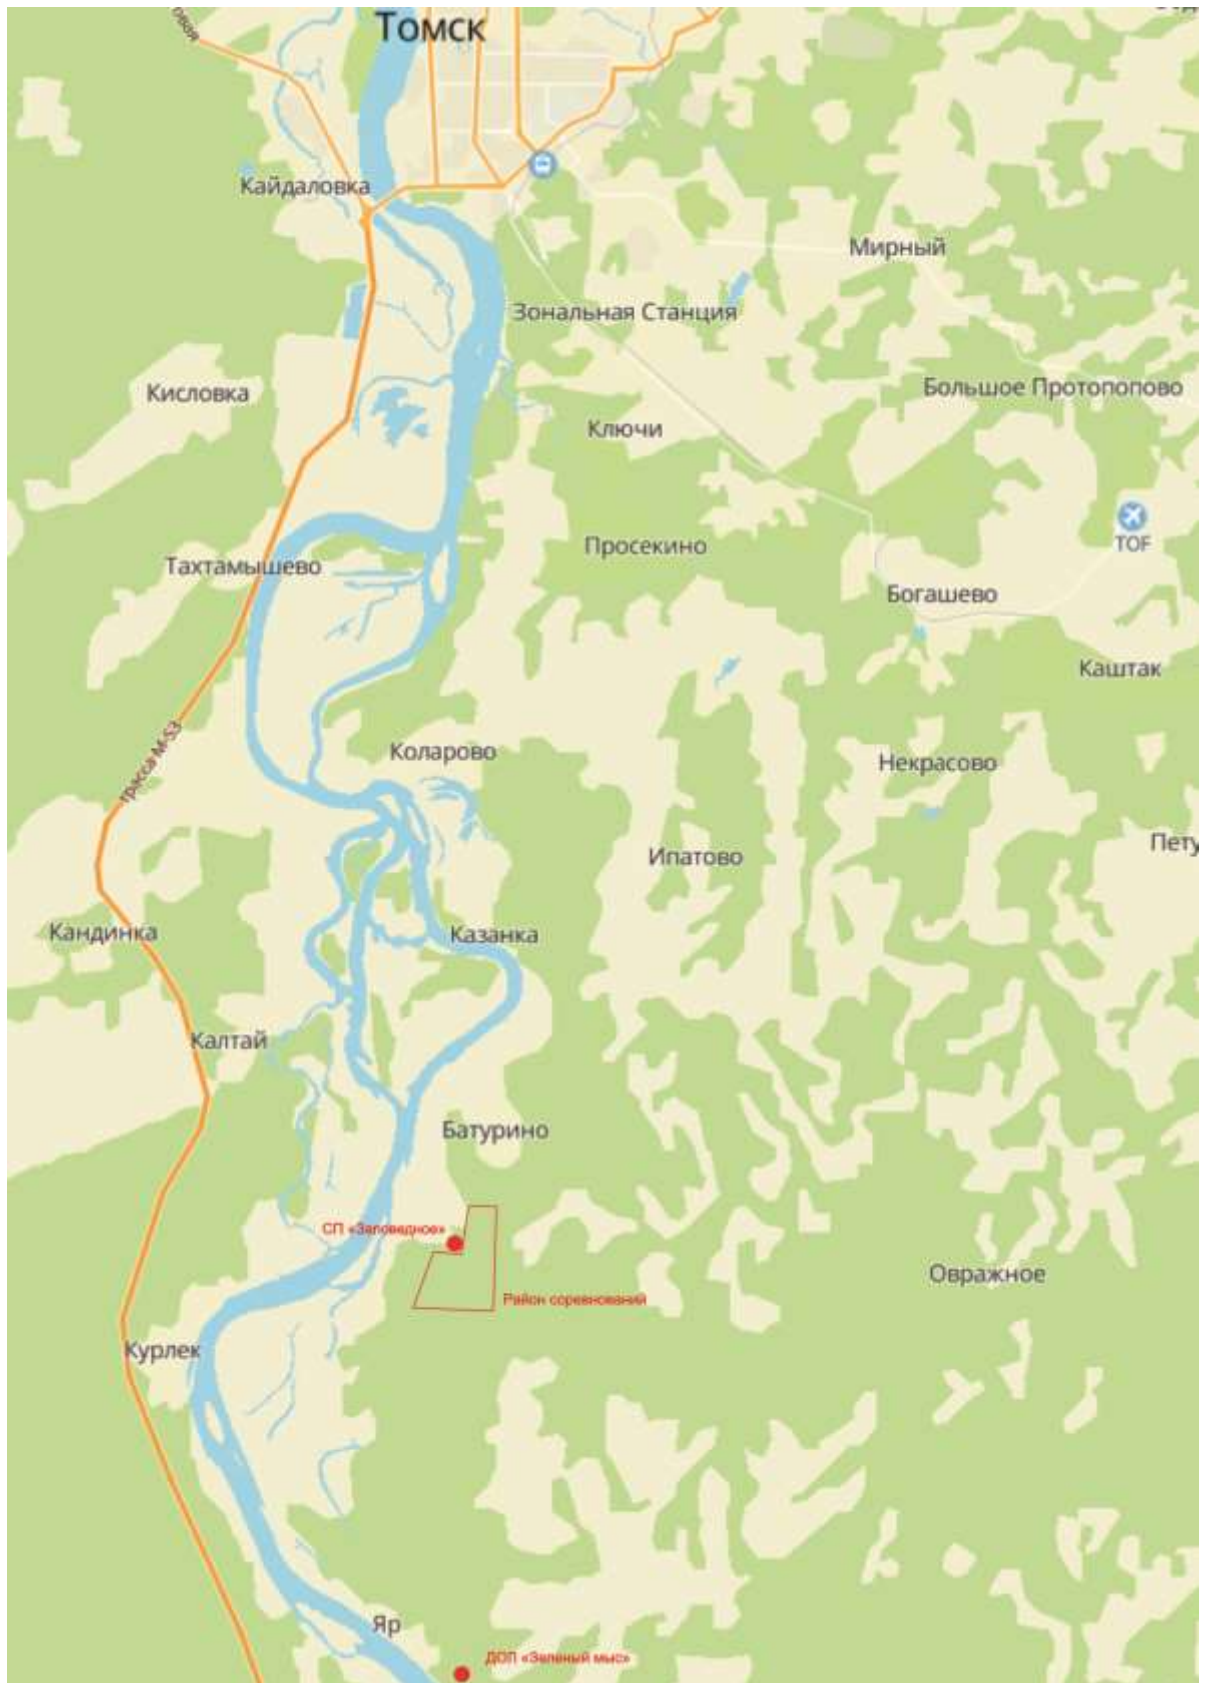 Томск
Кайдаловка
Мирный
Зональная Станция
Кисловка
Большое Протопопово
Ключи
Просекино
TOF
Тахтамышево
Богашево
Каштак
трасса М-53
Коларово
Некрасово
Ипатово
Пету
Кандинка
Казанка
Калтай
Батурино
СП «Заповедное»
Овражное
Район соревнований
Курлек
Яр
ДОЛ «Зеленый мыс»